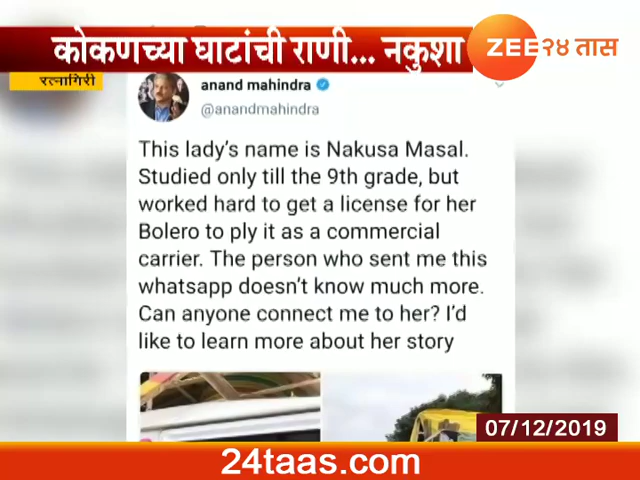 कोकणच्या घाटांची राणी... नकुशा
ZEE २४ तास
रत्नागिरी
anand mahindra
@anandmahindra
This lady's name is Nakusa Masal.
Studied only till the 9th grade, but
worked hard to get a license for her
Bolero to ply it as a commercial
carrier. The person who sent me this
whatsapp doesn't know much more.
Can anyone connect me to her? I'd
like to learn more about her story
07/12/2019
24taas.com